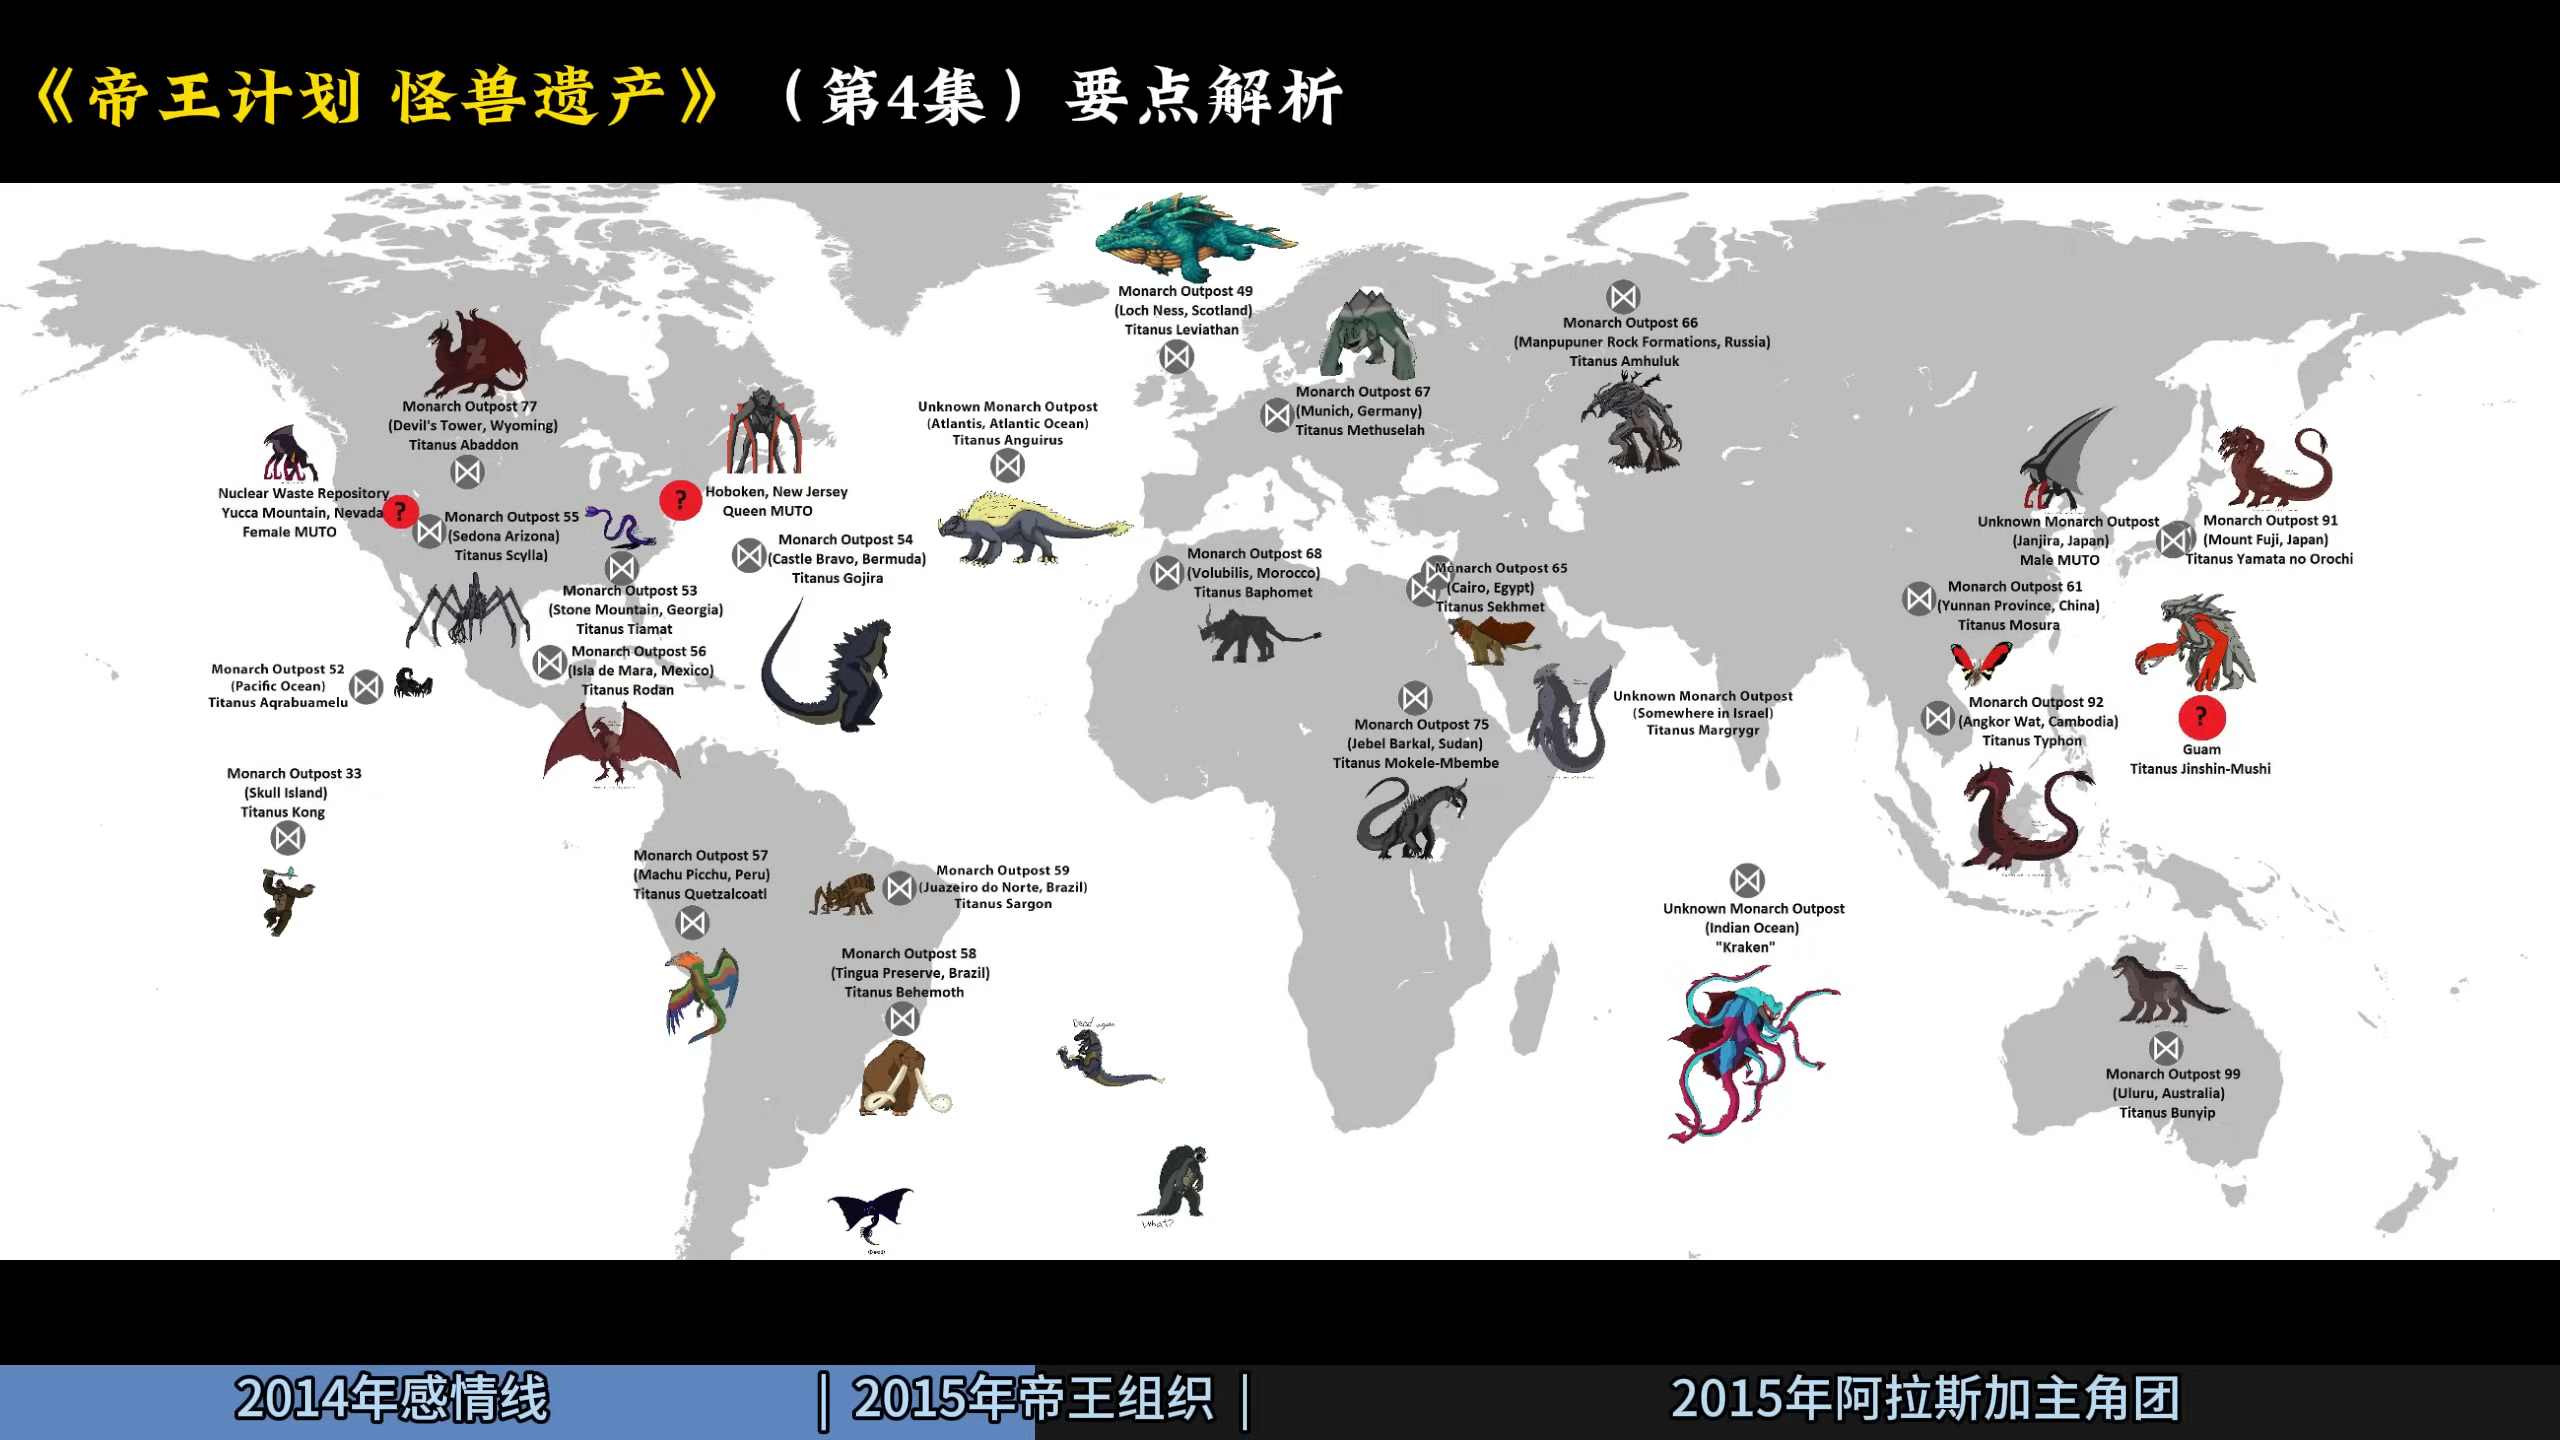 《帝王计划 怪兽遗产》（第4集）要点解析
Monarch Outpost 49
(Loch Ness, Scotland)
Titanus Leviathan
Monarch Outpost 66
(Manpupuner Rock Formations, Russia)
Titanus Amhuluk
Monarch Outpost 67
(Munich, Germany)
Titanus Methuselah
Monarch Outpost 77
(Devil's Tower, Wyoming)
Titanus Abaddon
Unknown Monarch Outpost
(Atlantis, Atlantic Ocean)
Titanus Anguirus
Nuclear Waste Repository
Yucca Mountain, Nevada
Female MUTO
?
Monarch Outpost 55
(Sedona Arizona)
Titanus Scylla)
?
Hoboken, New Jersey
Queen MUTO
Monarch Outpost 54
(Castle Bravo, Bermuda)
Titanus Gojira
Monarch Outpost 68
(Volubilis, Morocco)
Titanus Baphomet
Monarch Outpost 65
(Cairo, Egypt)
Titanus Sekhmet
Unknown Monarch Outpost
(Janjira, Japan)
Male MUTO
Monarch Outpost 91
(Mount Fuji, Japan)
Titanus Yamata no Orochi
Monarch Outpost 61
(Yunnan Province, China)
Titanus Mosura
Monarch Outpost 53
(Stone Mountain, Georgia)
Titanus Tiamat
Monarch Outpost 56
(Isla de Mara, Mexico)
Titanus Rodan
Monarch Outpost 52
(Pacific Ocean)
Titanus Aqrabuamelu
Unknown Monarch Outpost
(Somewhere in Israel)
Titanus Margrygr
Monarch Outpost 92
(Angkor Wat, Cambodia)
Titanus Typhon
?
Guam
Titanus Jinshin-Mushi
Monarch Outpost 75
(Jebel Barkal, Sudan)
Titanus Mokele-Mbembe
Monarch Outpost 33
(Skull Island)
Titanus Kong
Monarch Outpost 57
(Machu Picchu, Peru)
Titanus Quetzalcoatl
Monarch Outpost 59
(Juazeiro do Norte, Brazil)
Titanus Sargon
Unknown Monarch Outpost
(Indian Ocean)
"Kraken"
Monarch Outpost 58
(Tingua Preserve, Brazil)
Titanus Behemoth
Dead again
Monarch Outpost 99
(Uluru, Australia)
Titanus Bunyip
What?
(Dead)
2014年感情线 | 2015年帝王组织 | 2015年阿拉斯加主角团